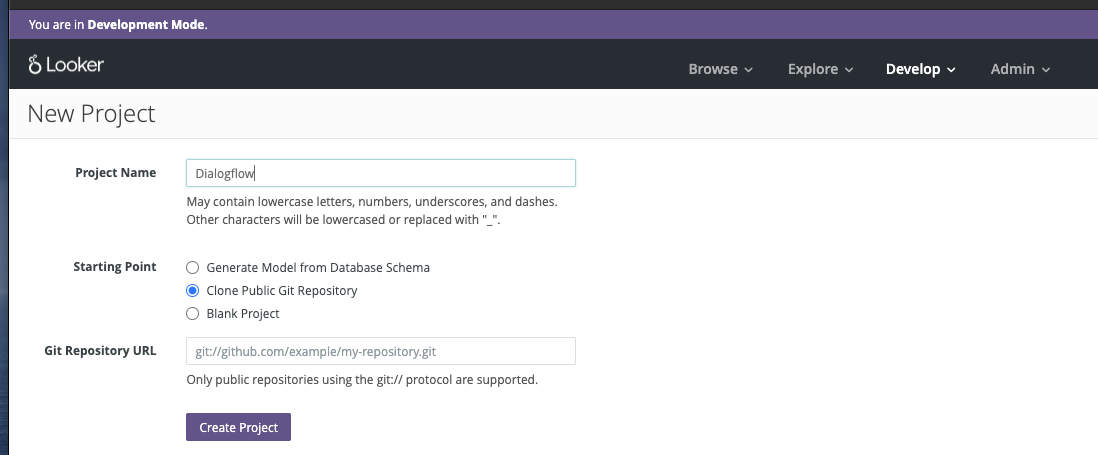 You are in Development Mode.
Looker
Browse Explore Develop Admin
New Project
Project Name Dialogflow
May contain lowercase letters, numbers, underscores, and dashes.
Other characters will be lowercased or replaced with "_".
Starting Point Generate Model from Database Schema
Clone Public Git Repository
Blank Project
Git Repository URL git://github.com/example/my-repository.git
Only public repositories using the git:// protocol are supported.
Create Project